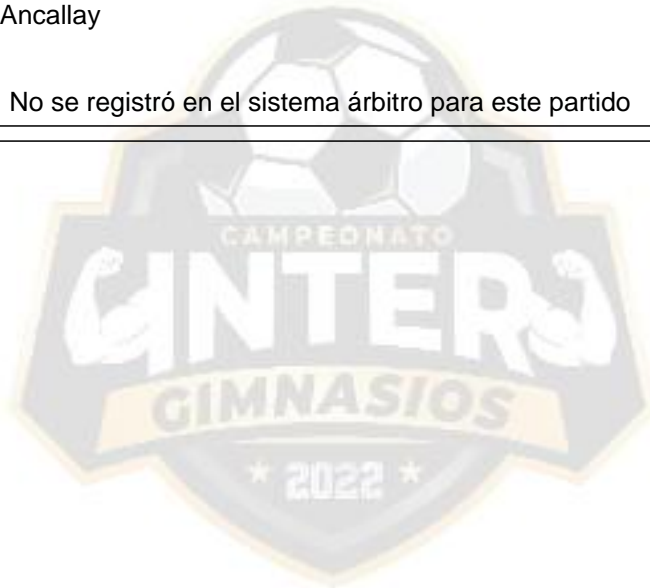 Ancallay
No se registró en el sistema árbitro para este partido
CAMPEONATO
INTER
GIMNASIOS
* 2022 *